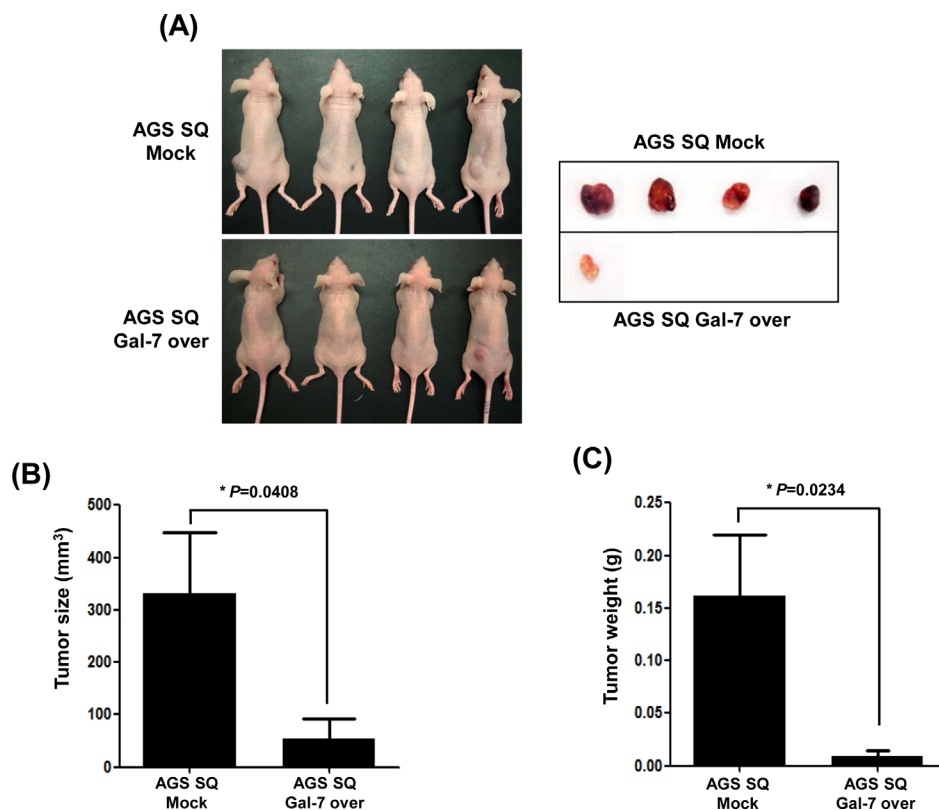 (A)
AGS SQ
Mock
AGS SQ
Gal-7 over
AGS SQ Mock
AGS SQ Gal-7 over
(B)
* P=0.0408
Tumor size (mm³)
500
400
300
200
100
0
AGS SQ
Mock
AGS SQ
Gal-7 over
(C)
* P=0.0234
Tumor weight (g)
0.25
0.20
0.15
0.10
0.05
0.00
AGS SQ
Mock
AGS SQ
Gal-7 over